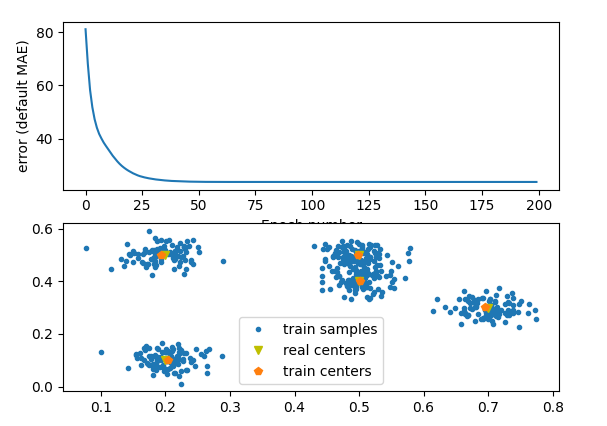 80
60
40
error (default MAE)
0 25 50 75 100 125 150 175 200
Epoch number
0.6
0.4
0.2
0.0
train samples
real centers
train centers
0.1 0.2 0.3 0.4 0.5 0.6 0.7 0.8